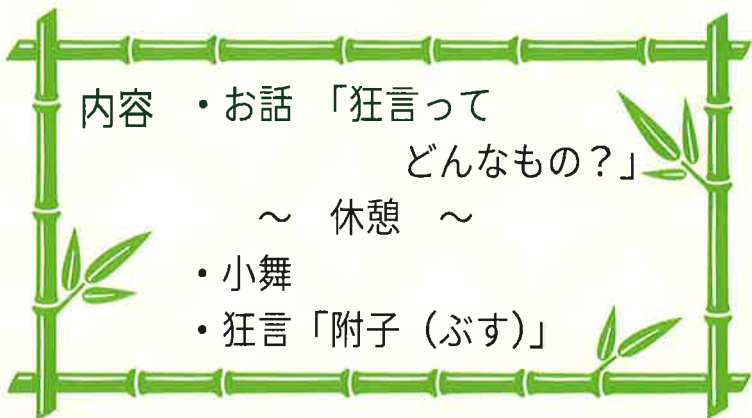 内容 ・お話 「狂言って
どんなもの？」
～ 休憩 ～
・小舞
・狂言「附子（ぶす）」